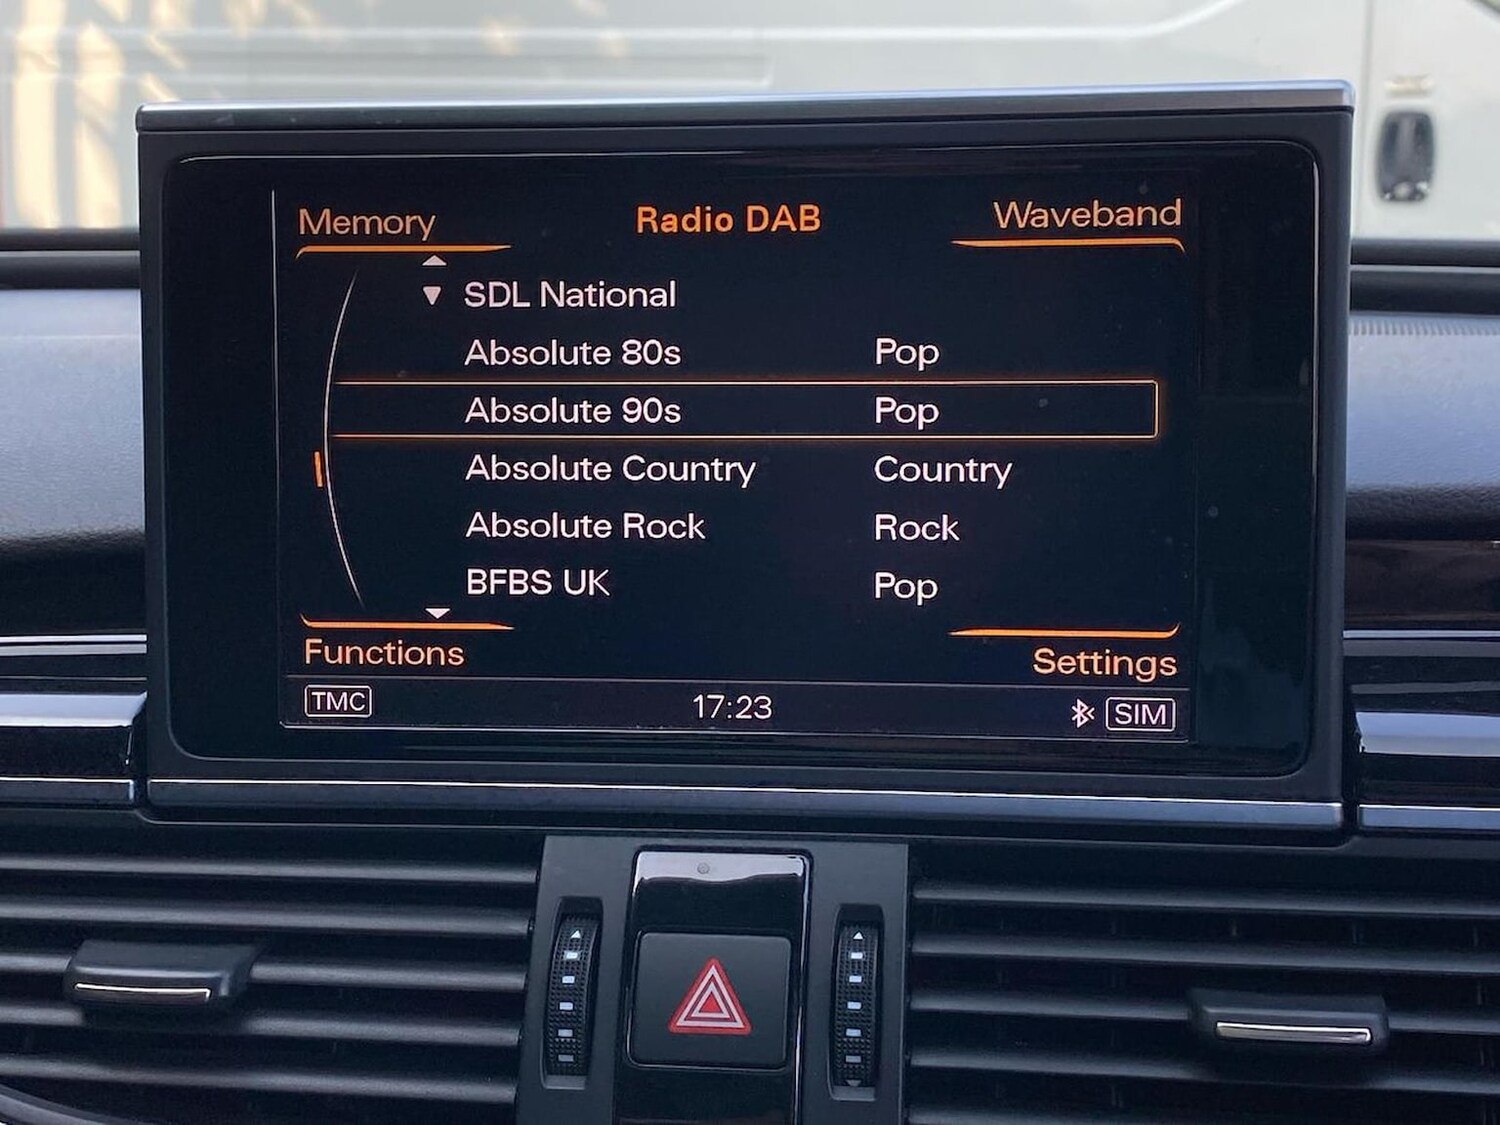 Memory Radio DAB Waveband
SDL National
Absolute 80s Pop
Absolute 90s Pop
Absolute Country Country
Absolute Rock Rock
BFBS UK Pop
Functions Settings
TMC 17:23 SIM